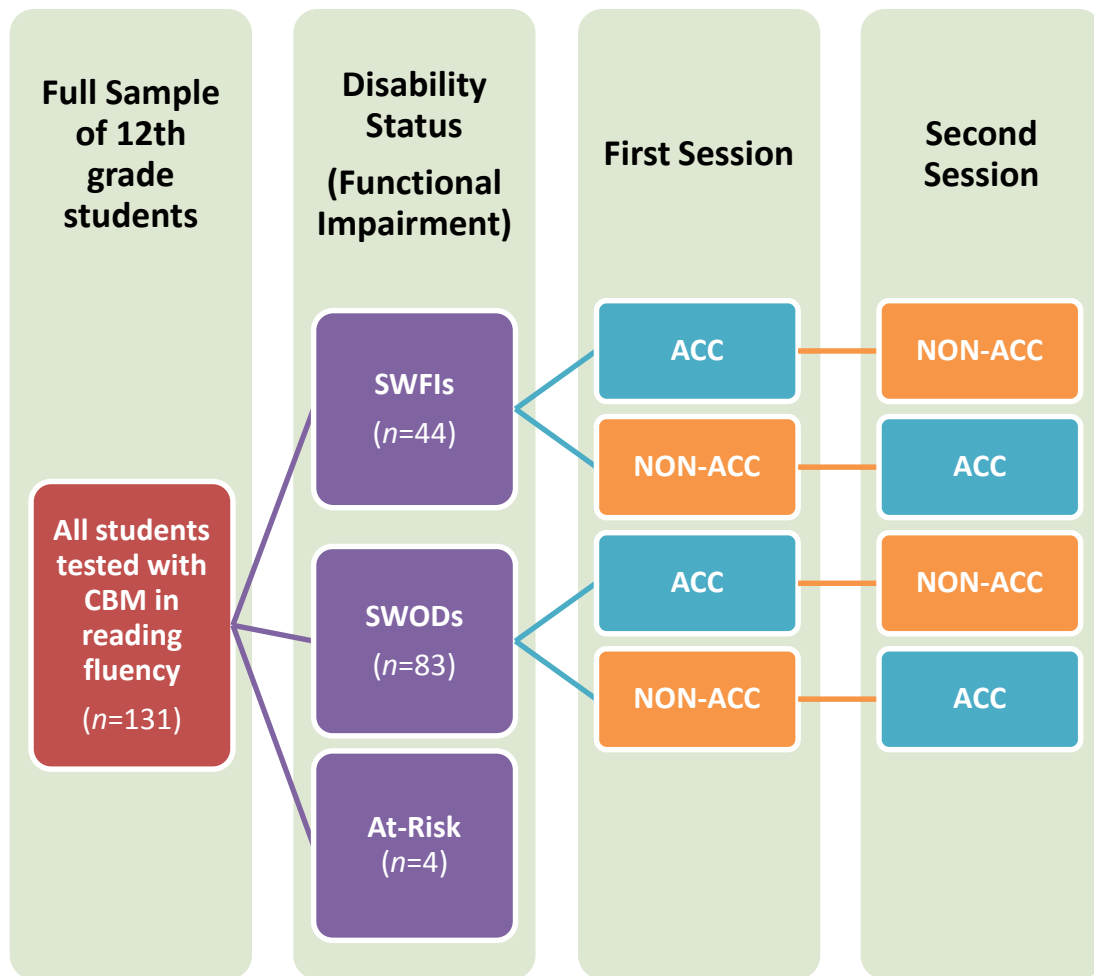 Full Sample
of 12th
grade
students
Disability
Status
(Functional
Impairment)
First Session
Second
Session
All students
tested with
CBM in
reading
fluency
(n=131)
SWFIs
(n=44)
SWODs
(n=83)
At-Risk
(n=4)
ACC
NON-ACC
ACC
NON-ACC
NON-ACC
ACC
NON-ACC
ACC